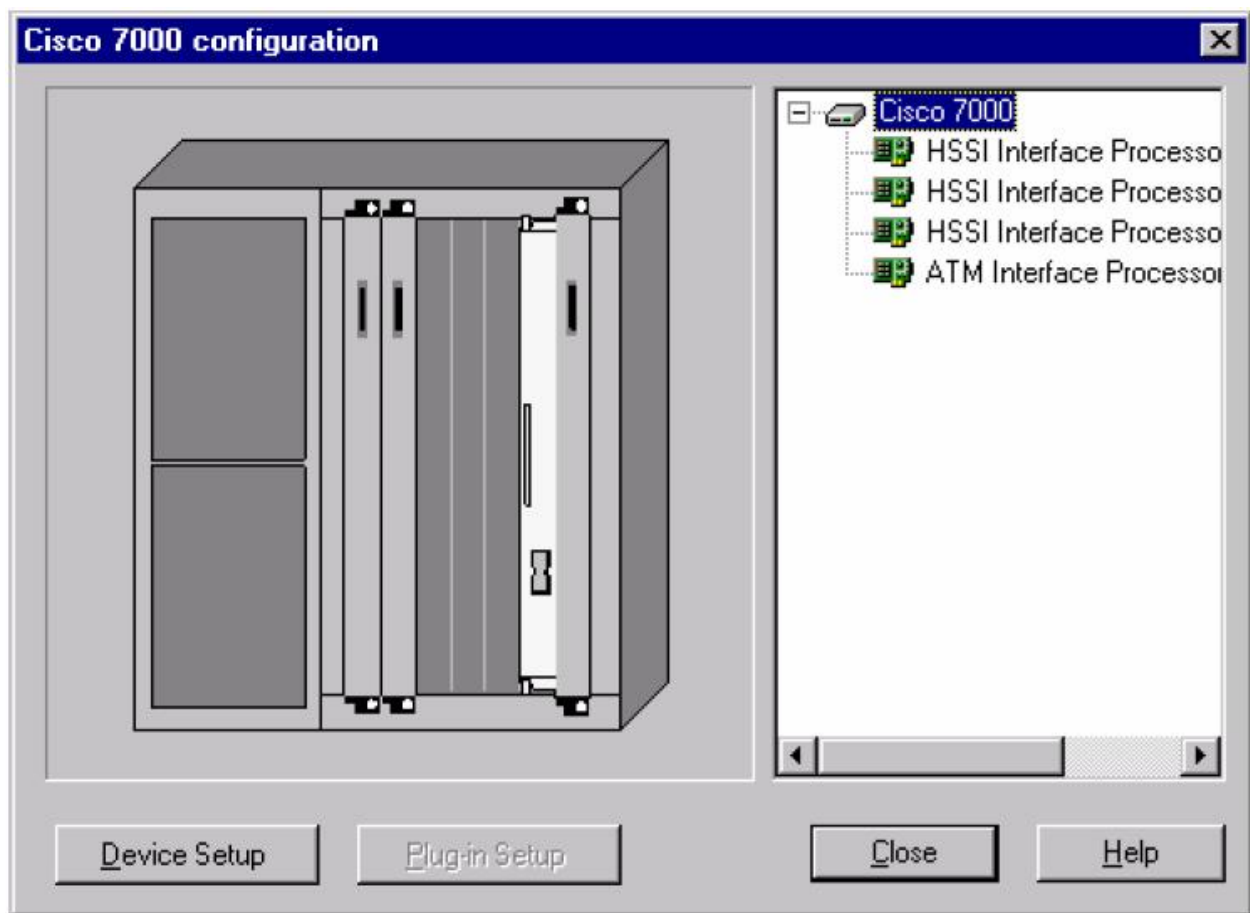 Cisco 7000 configuration
Cisco 7000
HSSI Interface Processo
HSSI Interface Processo
HSSI Interface Processo
ATM Interface Processor
Device Setup
Plug-in Setup
Close
Help